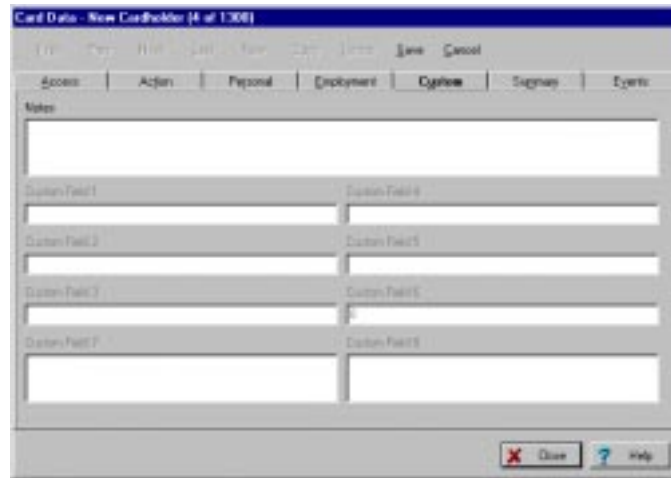 Card Data - New Cardholder (4 of 1300)
Save Cancel
Access Action Personal Employment Custom Summary Events
Notes
Custom Field 1 Custom Field 4
Custom Field 2 Custom Field 5
Custom Field 3 Custom Field 6
Custom Field 7 Custom Field 8
Close Help